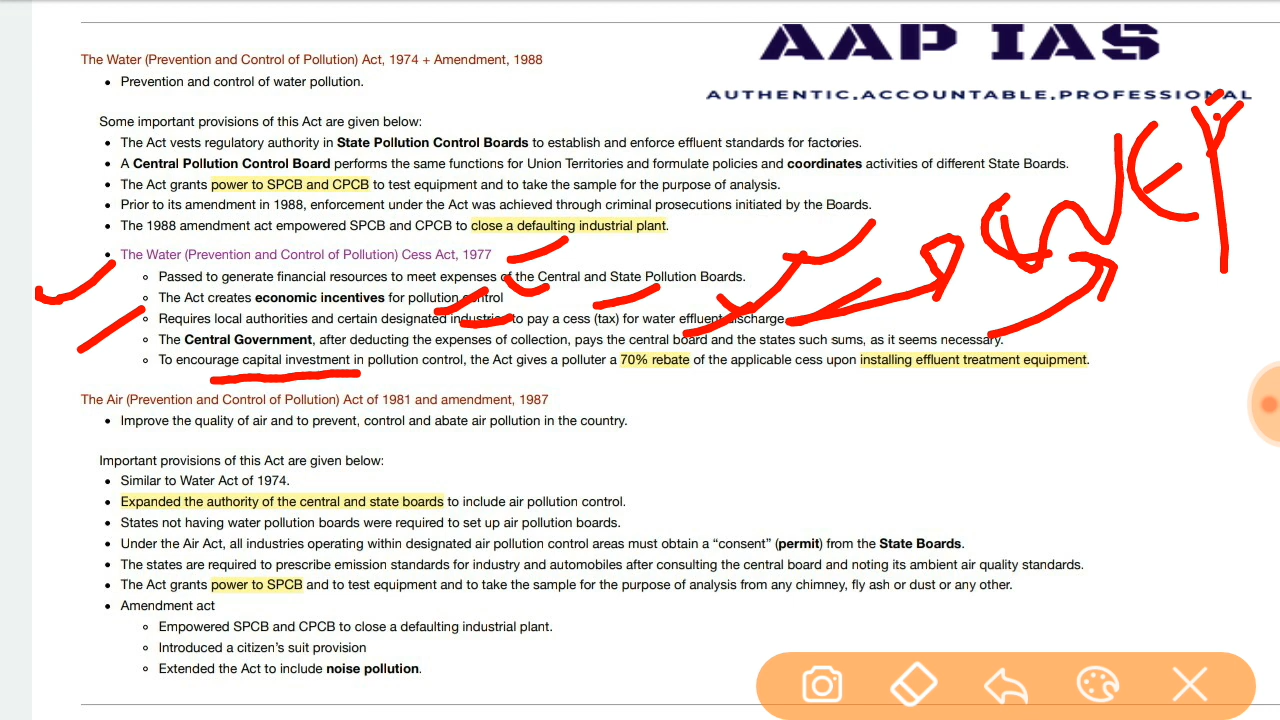 AAP IAS
The Water (Prevention and Control of Pollution) Act, 1974 + Amendment, 1988
• Prevention and control of water pollution.
AUTHENTIC,ACCOUNTABLE,PROFESSIONAL
Some important provisions of this Act are given below:
• The Act vests regulatory authority in State Pollution Control Boards to establish and enforce effluent standards for factories.
• A Central Pollution Control Board performs the same functions for Union Territories and formulate policies and coordinates activities of different State Boards.
• The Act grants power to SPCB and CPCB to test equipment and to take the sample for the purpose of analysis.
• Prior to its amendment in 1988, enforcement under the Act was achieved through criminal prosecutions initiated by the Boards.
• The 1988 amendment act empowered SPCB and CPCB to close a defaulting industrial plant.
• The Water (Prevention and Control of Pollution) Cess Act, 1977
◦ Passed to generate financial resources to meet expenses of the Central and State Pollution Boards.
◦ The Act creates economic incentives for pollution control
◦ Requires local authorities and certain designated industries to pay a cess (tax) for water effluent discharge
◦ The Central Government, after deducting the expenses of collection, pays the central board and the states such sums, as it seems necessary.
◦ To encourage capital investment in pollution control, the Act gives a polluter a 70% rebate of the applicable cess upon installing effluent treatment equipment.
The Air (Prevention and Control of Pollution) Act of 1981 and amendment, 1987
• Improve the quality of air and to prevent, control and abate air pollution in the country.
Important provisions of this Act are given below:
• Similar to Water Act of 1974.
• Expanded the authority of the central and state boards to include air pollution control.
• States not having water pollution boards were required to set up air pollution boards.
• Under the Air Act, all industries operating within designated air pollution control areas must obtain a “consent” (permit) from the State Boards.
• The states are required to prescribe emission standards for industry and automobiles after consulting the central board and noting its ambient air quality standards.
• The Act grants power to SPCB and to test equipment and to take the sample for the purpose of analysis from any chimney, fly ash or dust or any other.
• Amendment act
◦ Empowered SPCB and CPCB to close a defaulting industrial plant.
◦ Introduced a citizen’s suit provision
◦ Extended the Act to include noise pollution.